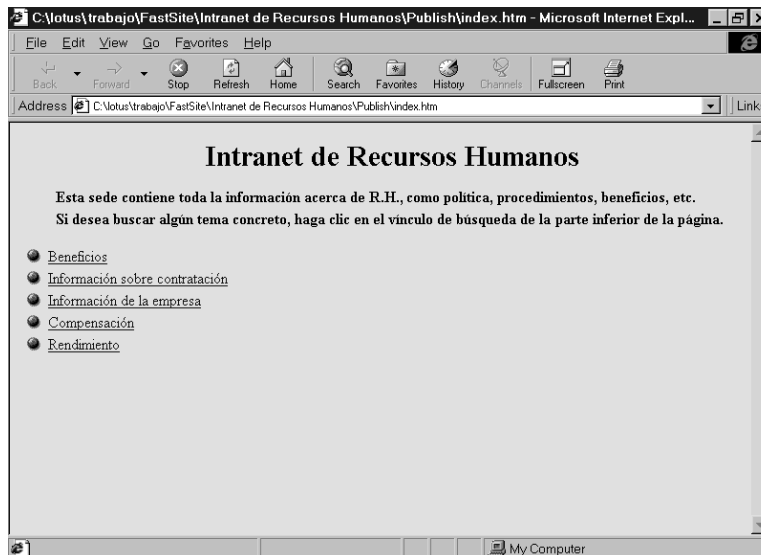 C:\lotus\trabajo\FastSite\Intranet de Recursos Humanos\Publish\index.htm - Microsoft Internet Expl...
File Edit View Go Favorites Help
Back Forward Stop Refresh Home Search Favorites History Channels Fullscreen Print
Address C:\lotus\trabajo\FastSite\Intranet de Recursos Humanos\Publish\index.htm Link
Intranet de Recursos Humanos
Esta sede contiene toda la información acerca de R.H., como política, procedimientos, beneficios, etc.
Si desea buscar algún tema concreto, haga clic en el vínculo de búsqueda de la parte inferior de la página.
Beneficios
Información sobre contratación
Información de la empresa
Compensación
Rendimiento
My Computer